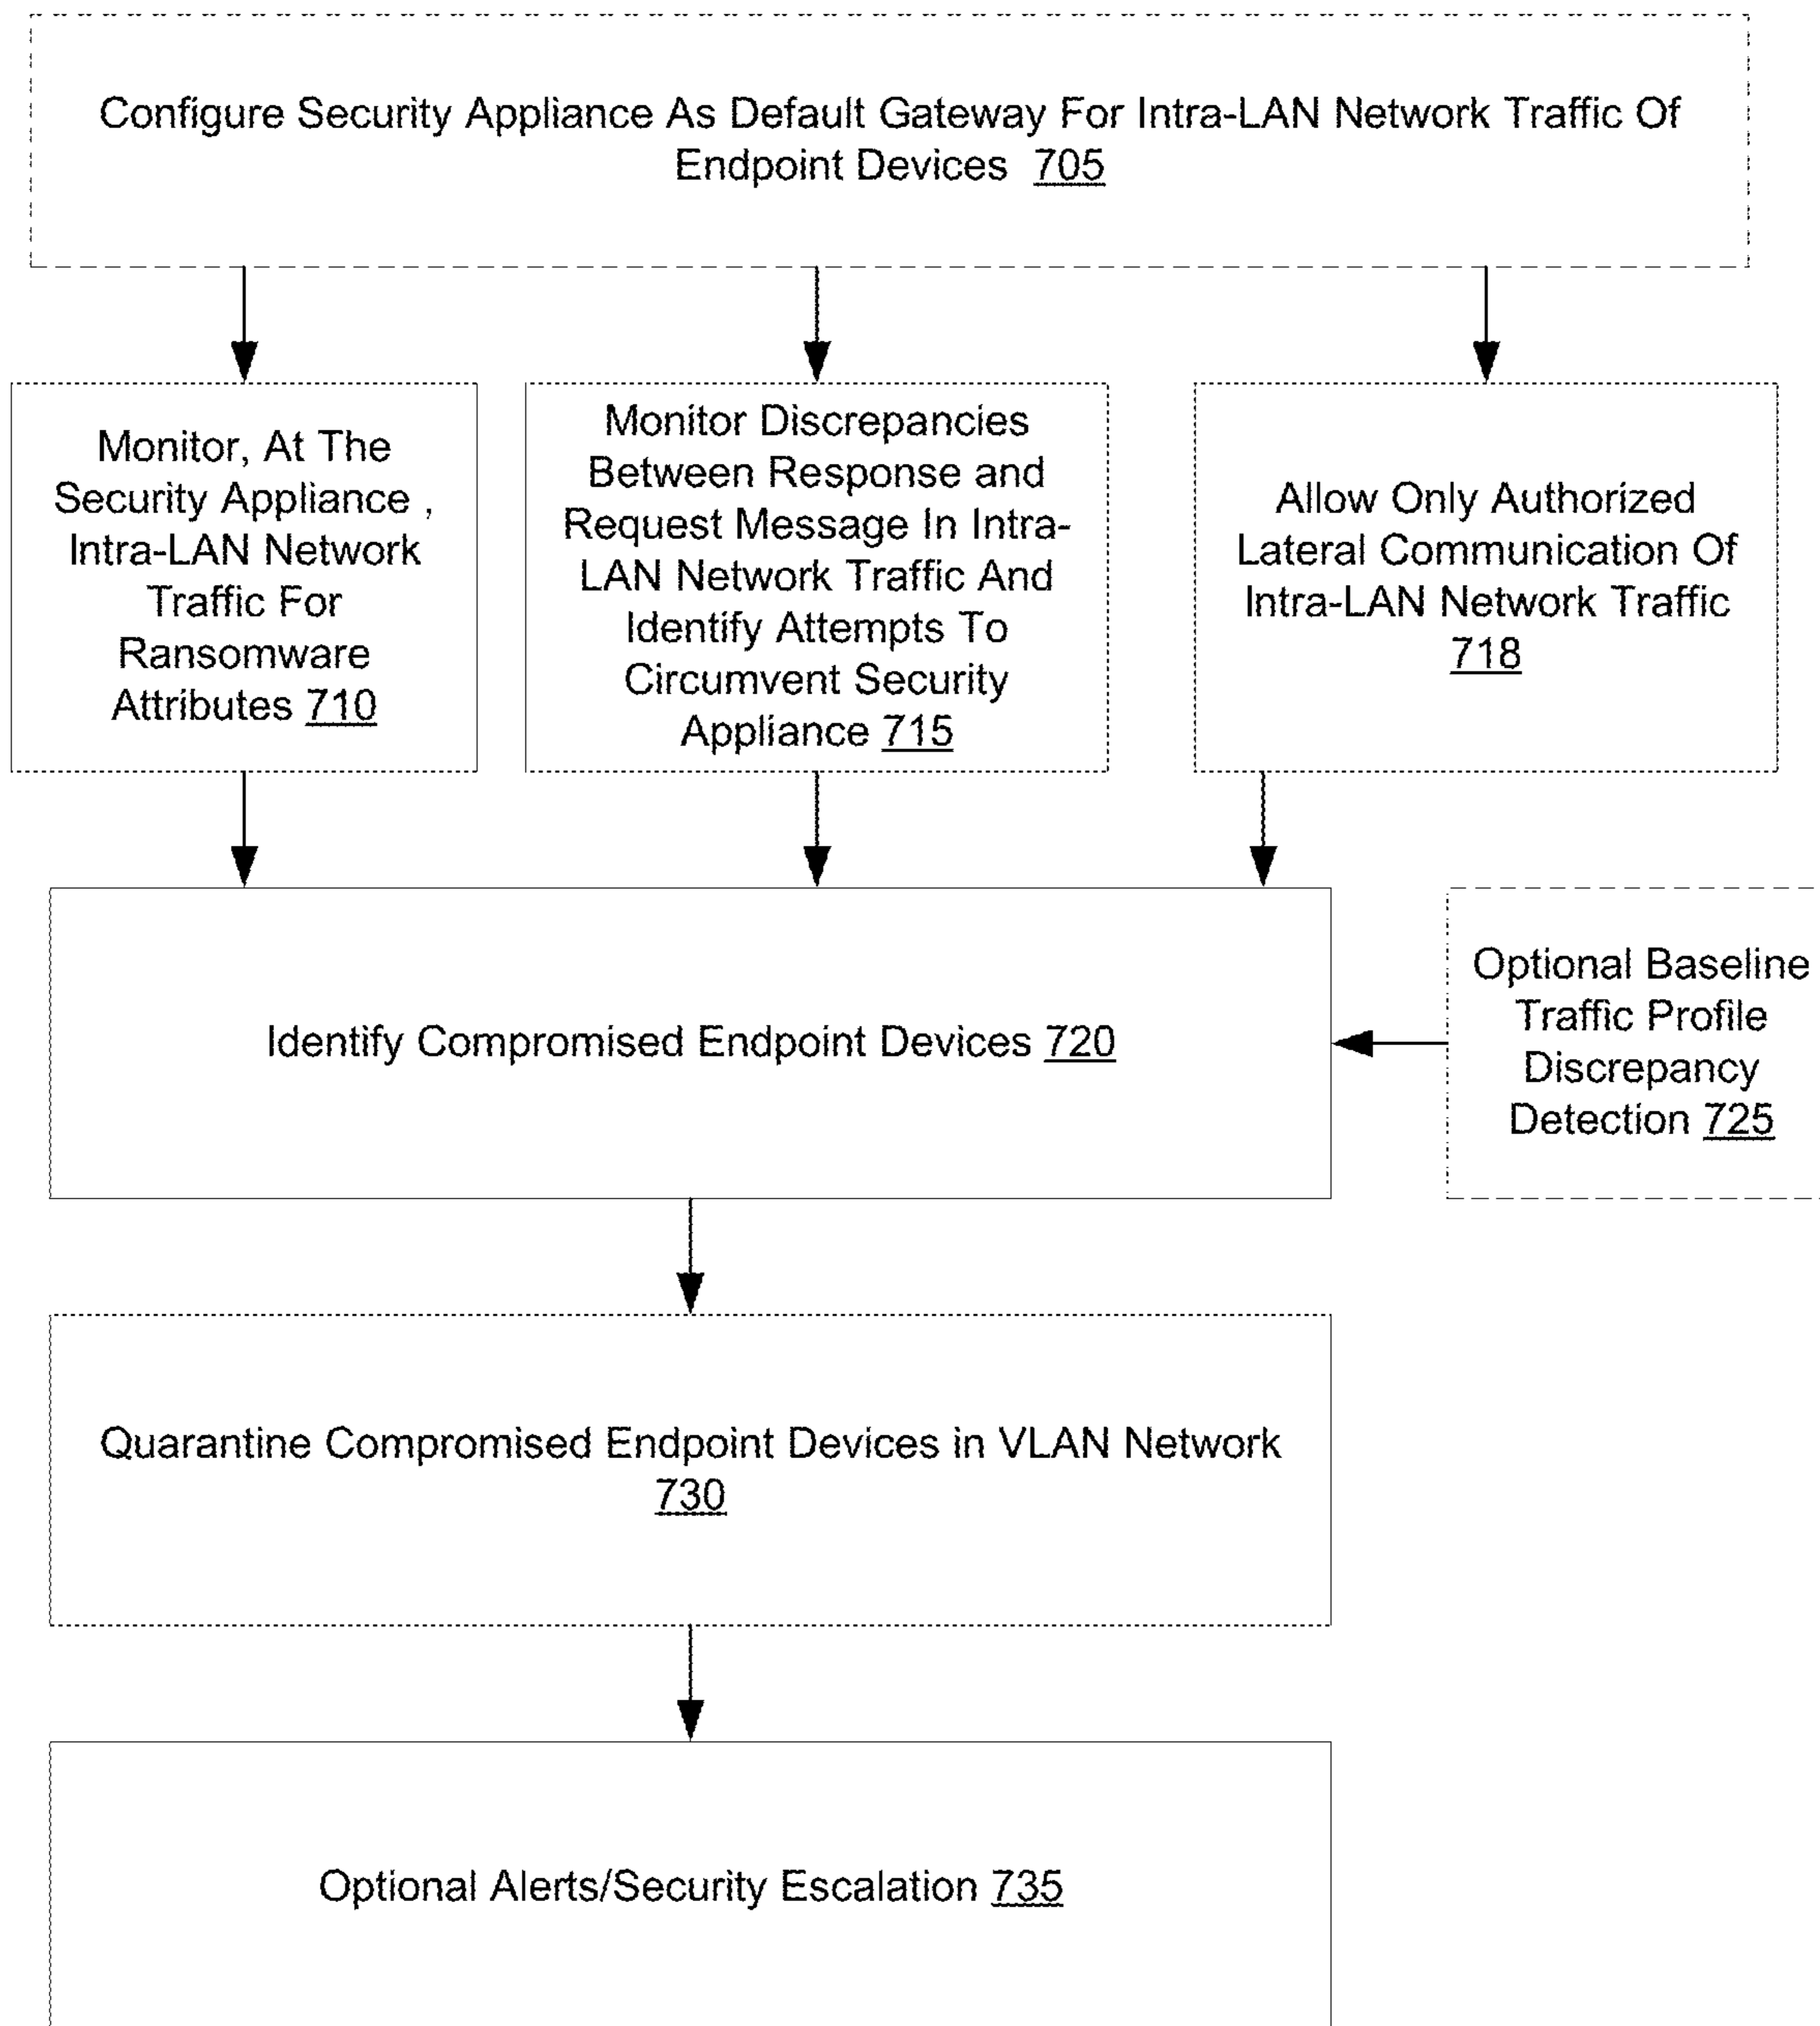 Configure Security Appliance As Default Gateway For Intra-LAN Network Traffic Of
Endpoint Devices 705
Monitor, At The
Security Appliance ,
Intra-LAN Network
Traffic For
Ransomware
Attributes 710
Monitor Discrepancies
Between Response and
Request Message In Intra-
LAN Network Traffic And
Identify Attempts To
Circumvent Security
Appliance 715
Allow Only Authorized
Lateral Communication Of
Intra-LAN Network Traffic
718
Identify Compromised Endpoint Devices 720
Optional Baseline
Traffic Profile
Discrepancy
Detection 725
Quarantine Compromised Endpoint Devices in VLAN Network
730
Optional Alerts/Security Escalation 735